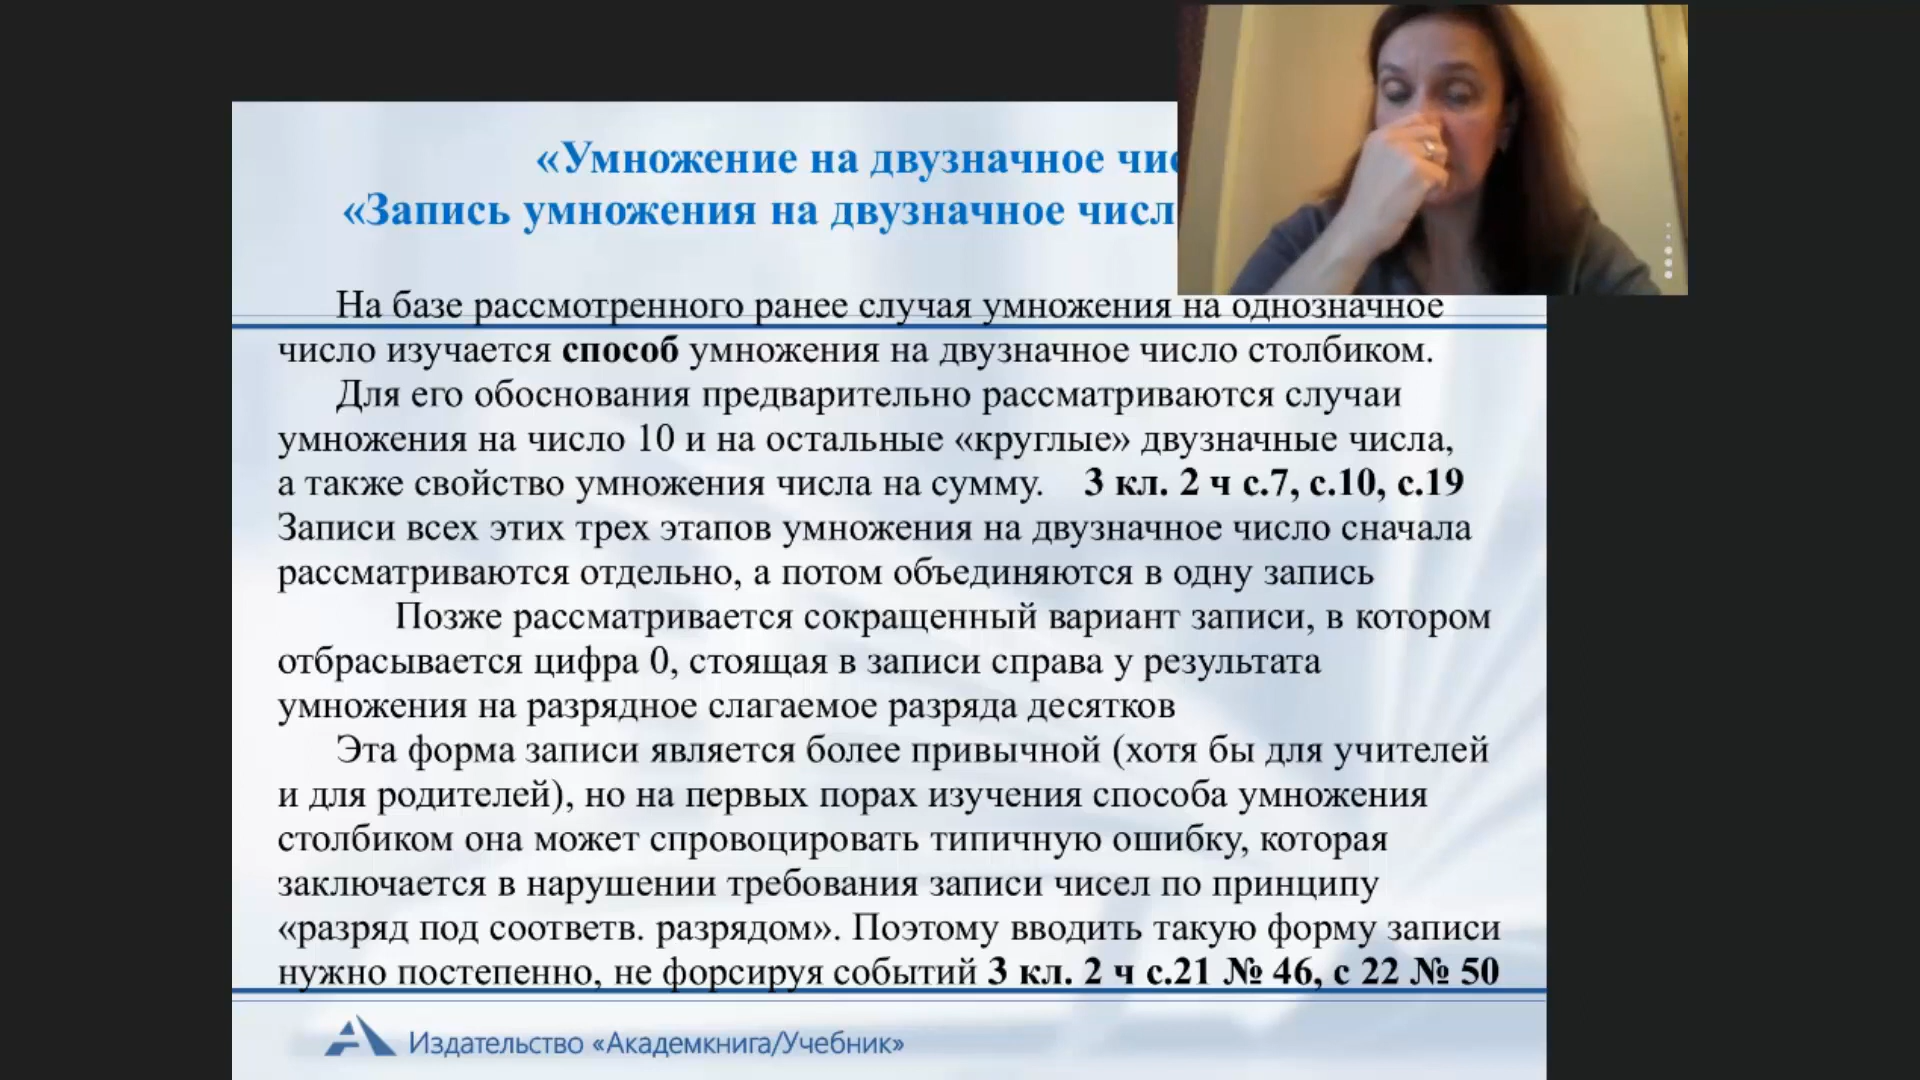 «Умножение на двузначное
«Запись умножения на двузначное
На базе рассмотренного ранее случая умножения на однозначное
число изучается способ умножения на двузначное число столбиком.
Для его обоснования предварительно рассматриваются случаи
умножения на число 10 и на остальные «круглые» двузначные числа,
а также свойство умножения числа на сумму. 3 кл. 2 ч с.7, с.10, с.19
Записи всех этих трех этапов умножения на двузначное число сначала
рассматриваются отдельно, а потом объединяются в одну запись
Позже рассматривается сокращенный вариант записи, в котором
отбрасывается цифра 0, стоящая в записи справа у результата
умножения на разрядное слагаемое разряда десятков
Эта форма записи является более привычной (хотя бы для учителей
и для родителей), но на первых порах изучения способа умножения
столбиком она может спровоцировать типичную ошибку, которая
заключается в нарушении требования записи чисел по принципу
«разряд под соответв. разрядом». Поэтому вводить такую форму записи
нужно постепенно, не форсируя событий 3 кл. 2 ч с.21 № 46, с 22 № 50
Издательство «Академкнига/Учебник»